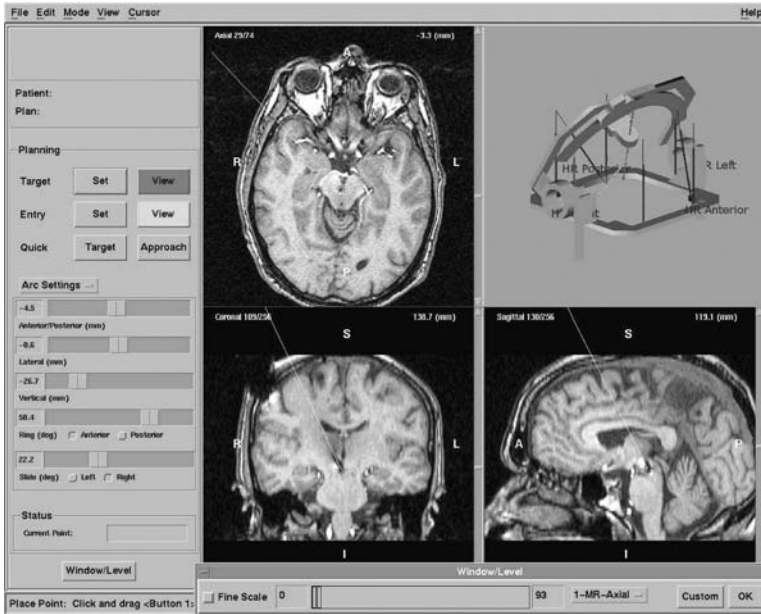 File Edit Mode View Cursor Help
Patient:
Plan:
Planning
Target Set View
Entry Set View
Quick Target Approach
Arc Settings
-4.5
Anterior/Posterior (mm)
-0.6
Lateral (mm)
-26.7
Vertical (mm)
50.4
Ring (deg) Anterior Posterior
22.2
Slide (deg) Left Right
Status
Current Point:
Window/Level
Place Point: Click and drag <Button 1>
Axial 29/74 -3.3 (mm)
R
L
P
HR Posterior
R Left
HR Anterior
Coronal 109/256 138.7 (mm)
S
R
L
I
Sagittal 130/256 119.1 (mm)
S
A
P
I
Window/Level
Fine Scale 0 93 1-MR-Axial Custom OK